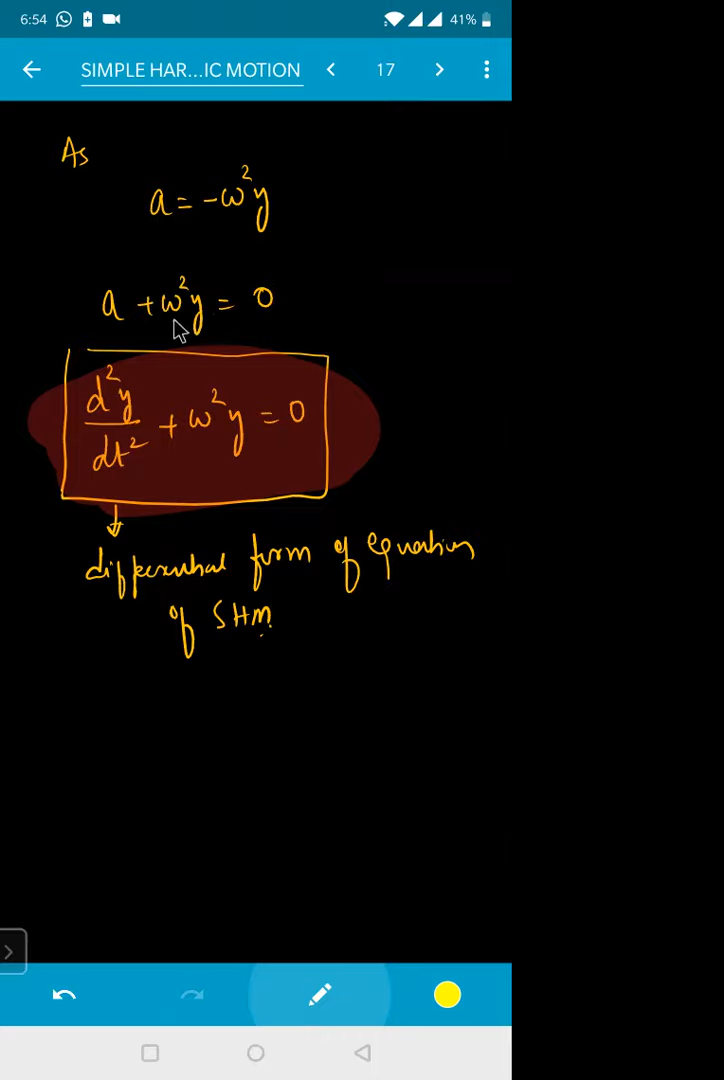 6:54 41%
SIMPLE HAR...IC MOTION 17
As
a = -ω²y
a + ω²y = 0
d²y/dt² + ω²y = 0
differential form of equation
of SHM.